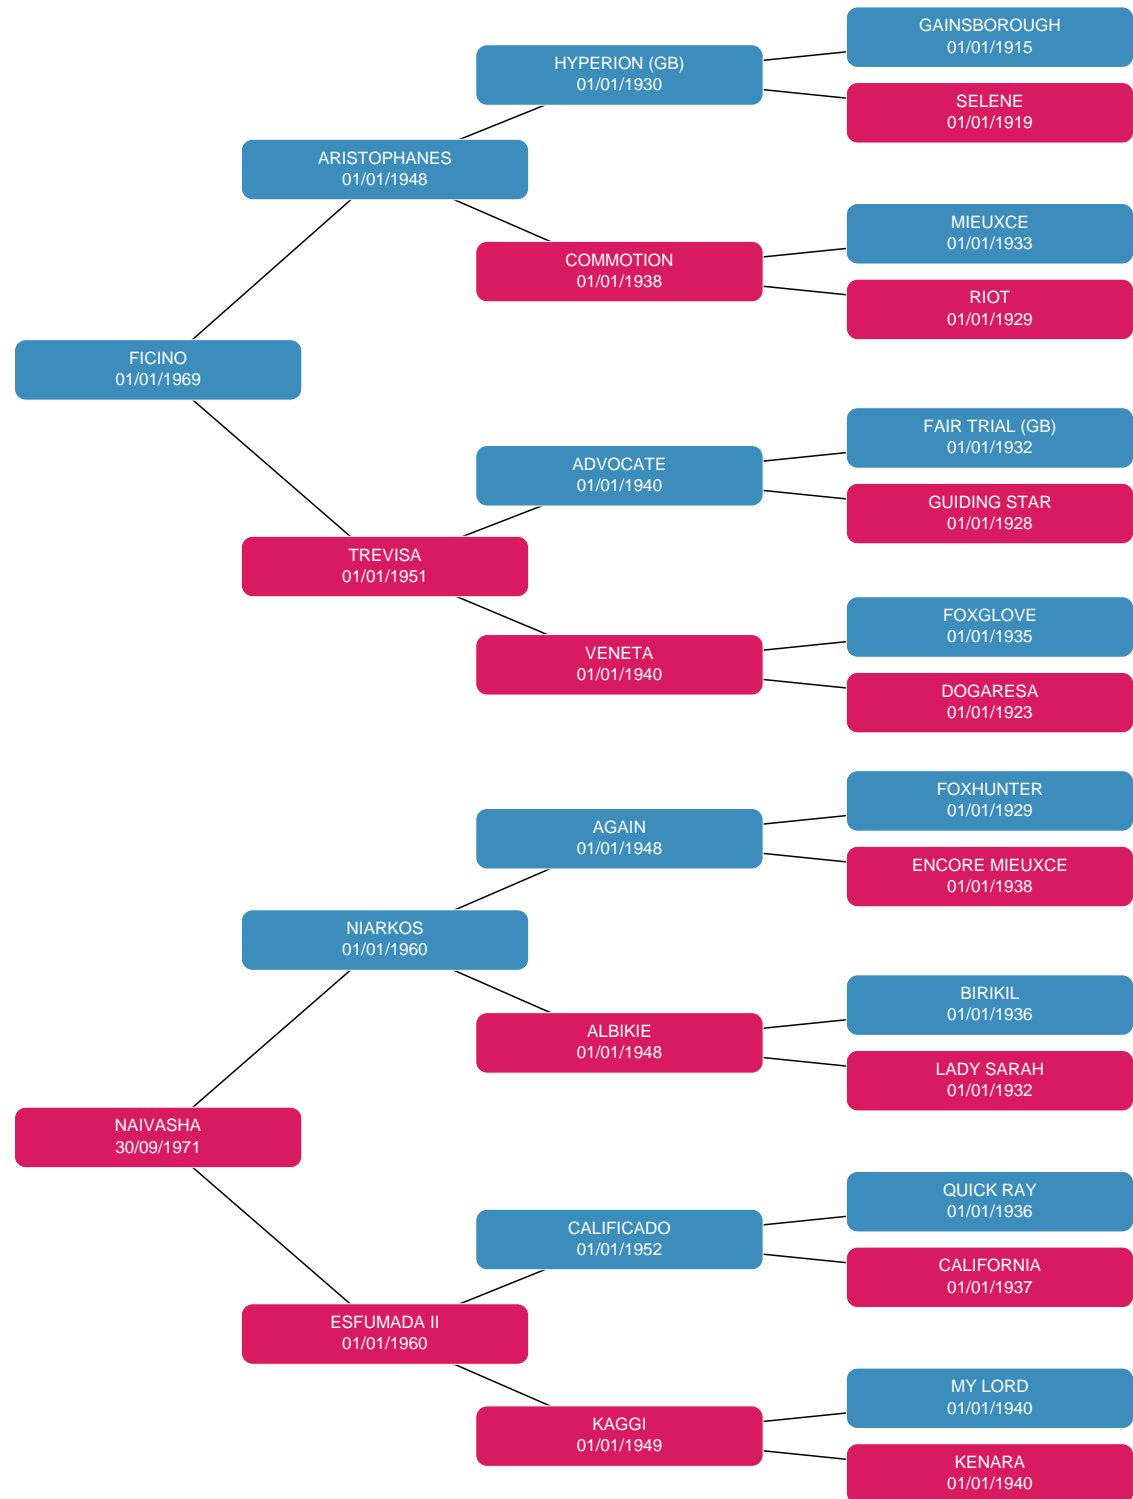 GAINSBOROUGH
01/01/1915
HYPERION (GB)
01/01/1930
SELENE
01/01/1919
ARISTOPHANES
01/01/1948
MIEUXCE
01/01/1933
COMMOTION
01/01/1938
RIOT
01/01/1929
FICINO
01/01/1969
FAIR TRIAL (GB)
01/01/1932
ADVOCATE
01/01/1940
GUIDING STAR
01/01/1928
TREVISA
01/01/1951
FOXGLOVE
01/01/1935
VENETA
01/01/1940
DOGARESA
01/01/1923
FOXHUNTER
01/01/1929
AGAIN
01/01/1948
ENCORE MIEUXCE
01/01/1938
NIARKOS
01/01/1960
BIRIKIL
01/01/1936
ALBIKIE
01/01/1948
LADY SARAH
01/01/1932
NAIVASHA
30/09/1971
QUICK RAY
01/01/1936
CALIFICADO
01/01/1952
CALIFORNIA
01/01/1937
ESFUMADA II
01/01/1960
MY LORD
01/01/1940
KAGGI
01/01/1949
KENARA
01/01/1940